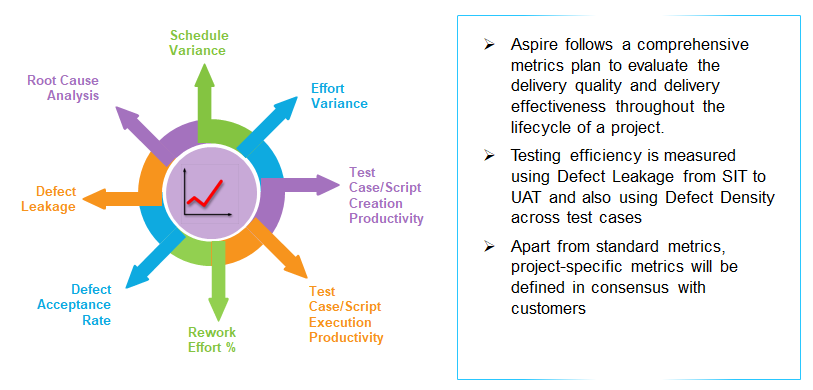 Schedule
Variance
Effort
Variance
Test
Case/Script
Creation
Productivity
Test
Case/Script
Execution
Productivity
Rework
Effort %
Defect
Acceptance
Rate
Defect
Leakage
Root Cause
Analysis
➢ Aspire follows a comprehensive
metrics plan to evaluate the
delivery quality and delivery
effectiveness throughout the
lifecycle of a project.
➢ Testing efficiency is measured
using Defect Leakage from SIT to
UAT and also using Defect Density
across test cases
➢ Apart from standard metrics,
project-specific metrics will be
defined in consensus with
customers